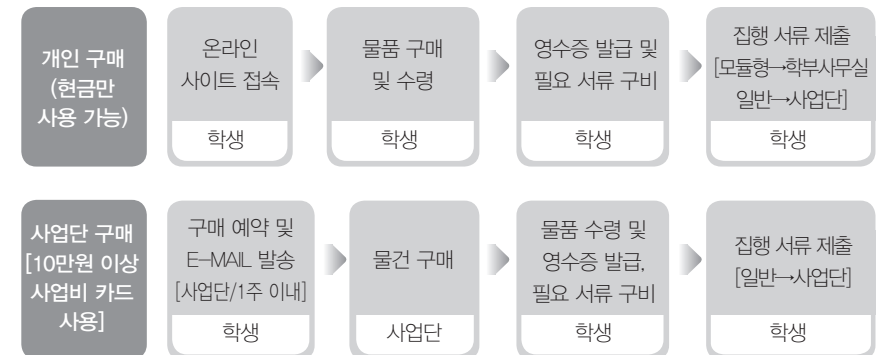 개인 구매
(현금만
사용 가능)
온라인
사이트 접속
학생
물품 구매
및 수령
학생
영수증 발급 및
필요 서류 구비
학생
집행 서류 제출
[모듈형→학부사무실
일반→사업단]
학생
사업단 구매
[10만원 이상
사업비 카드
사용]
구매 예약 및
E-MAIL 발송
[사업단/1주 이내]
학생
물건 구매
사업단
물품 수령 및
영수증 발급,
필요 서류 구비
학생
집행 서류 제출
[일반→사업단]
학생